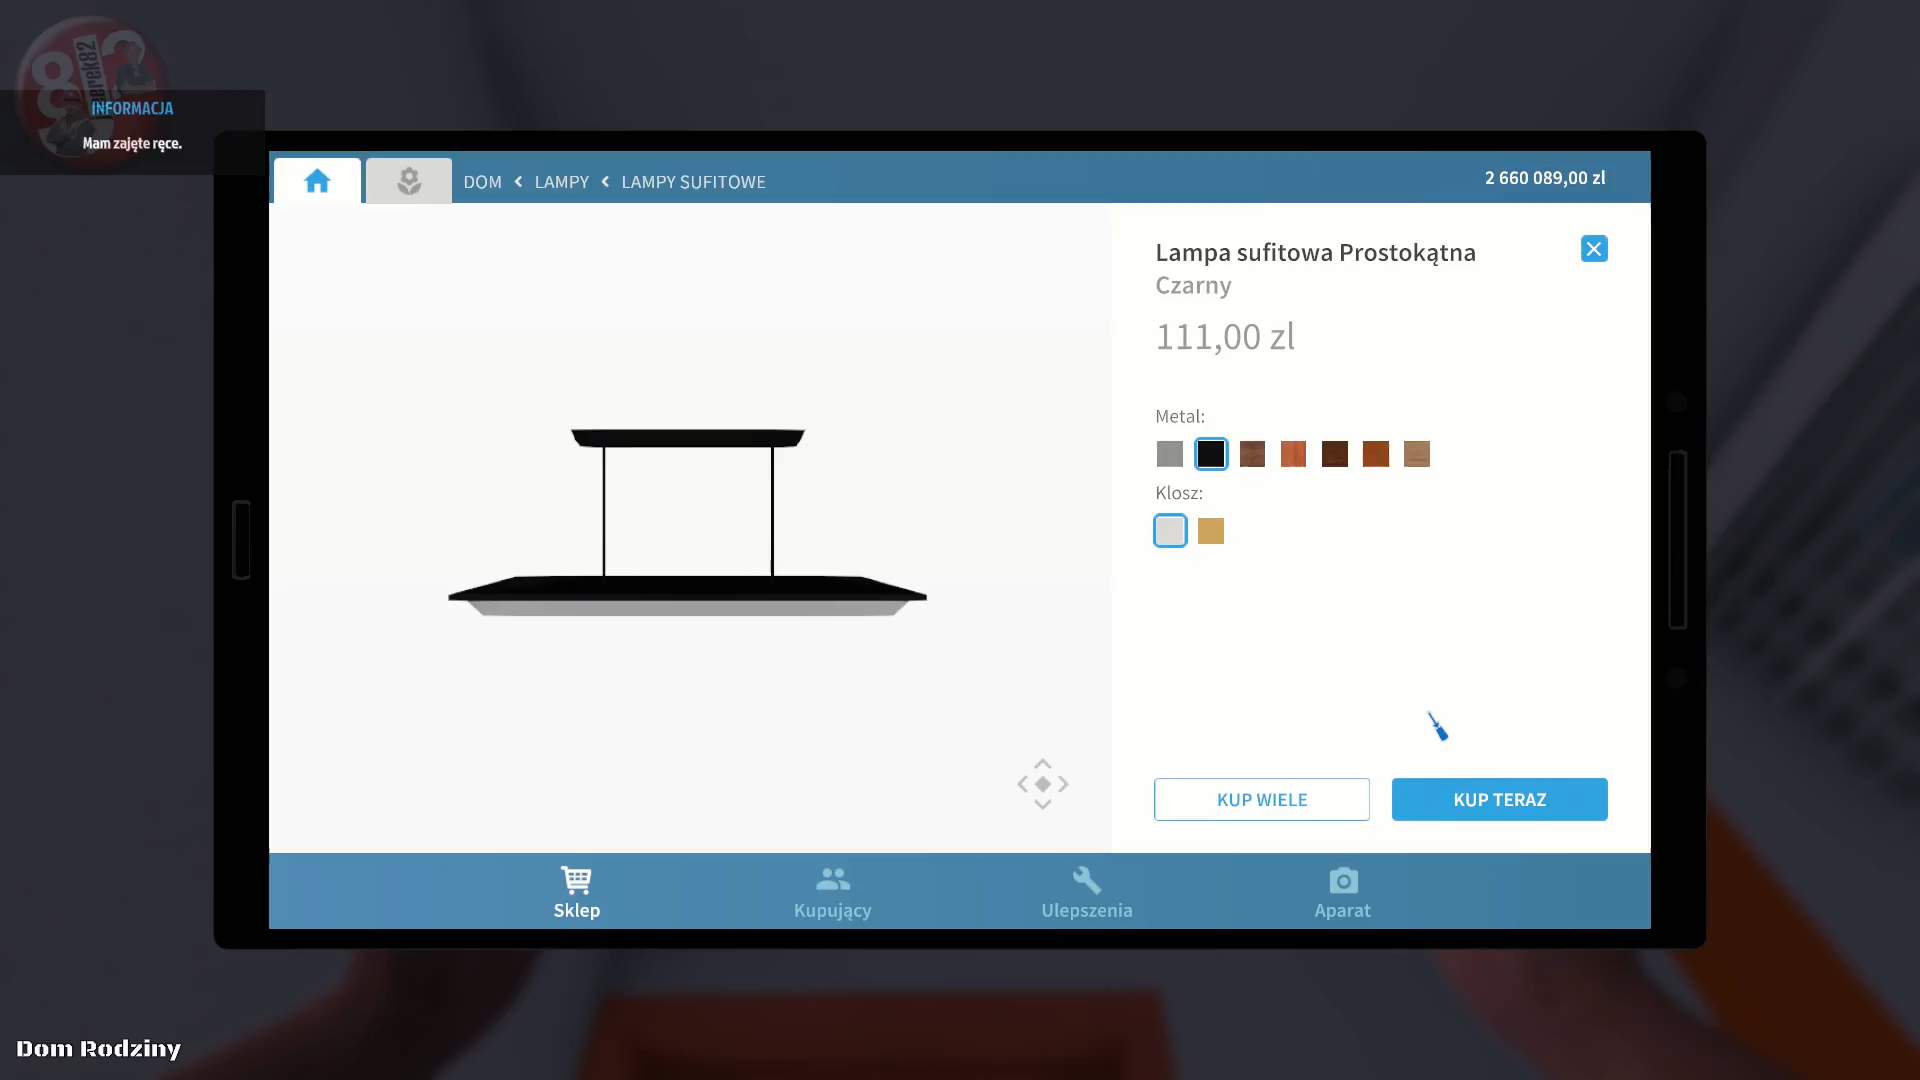 INFORMACJA
Mam zajęte ręce.
DOM < LAMPY < LAMPY SUFITOWE
2 660 089,00 zl
Lampa sufitowa Prostokątna
Czarny
111,00 zl
Metal:
Klosz:
KUP WIELE
KUP TERAZ
Sklep
Kupujący
Ulepszenia
Aparat
Dom Rodziny